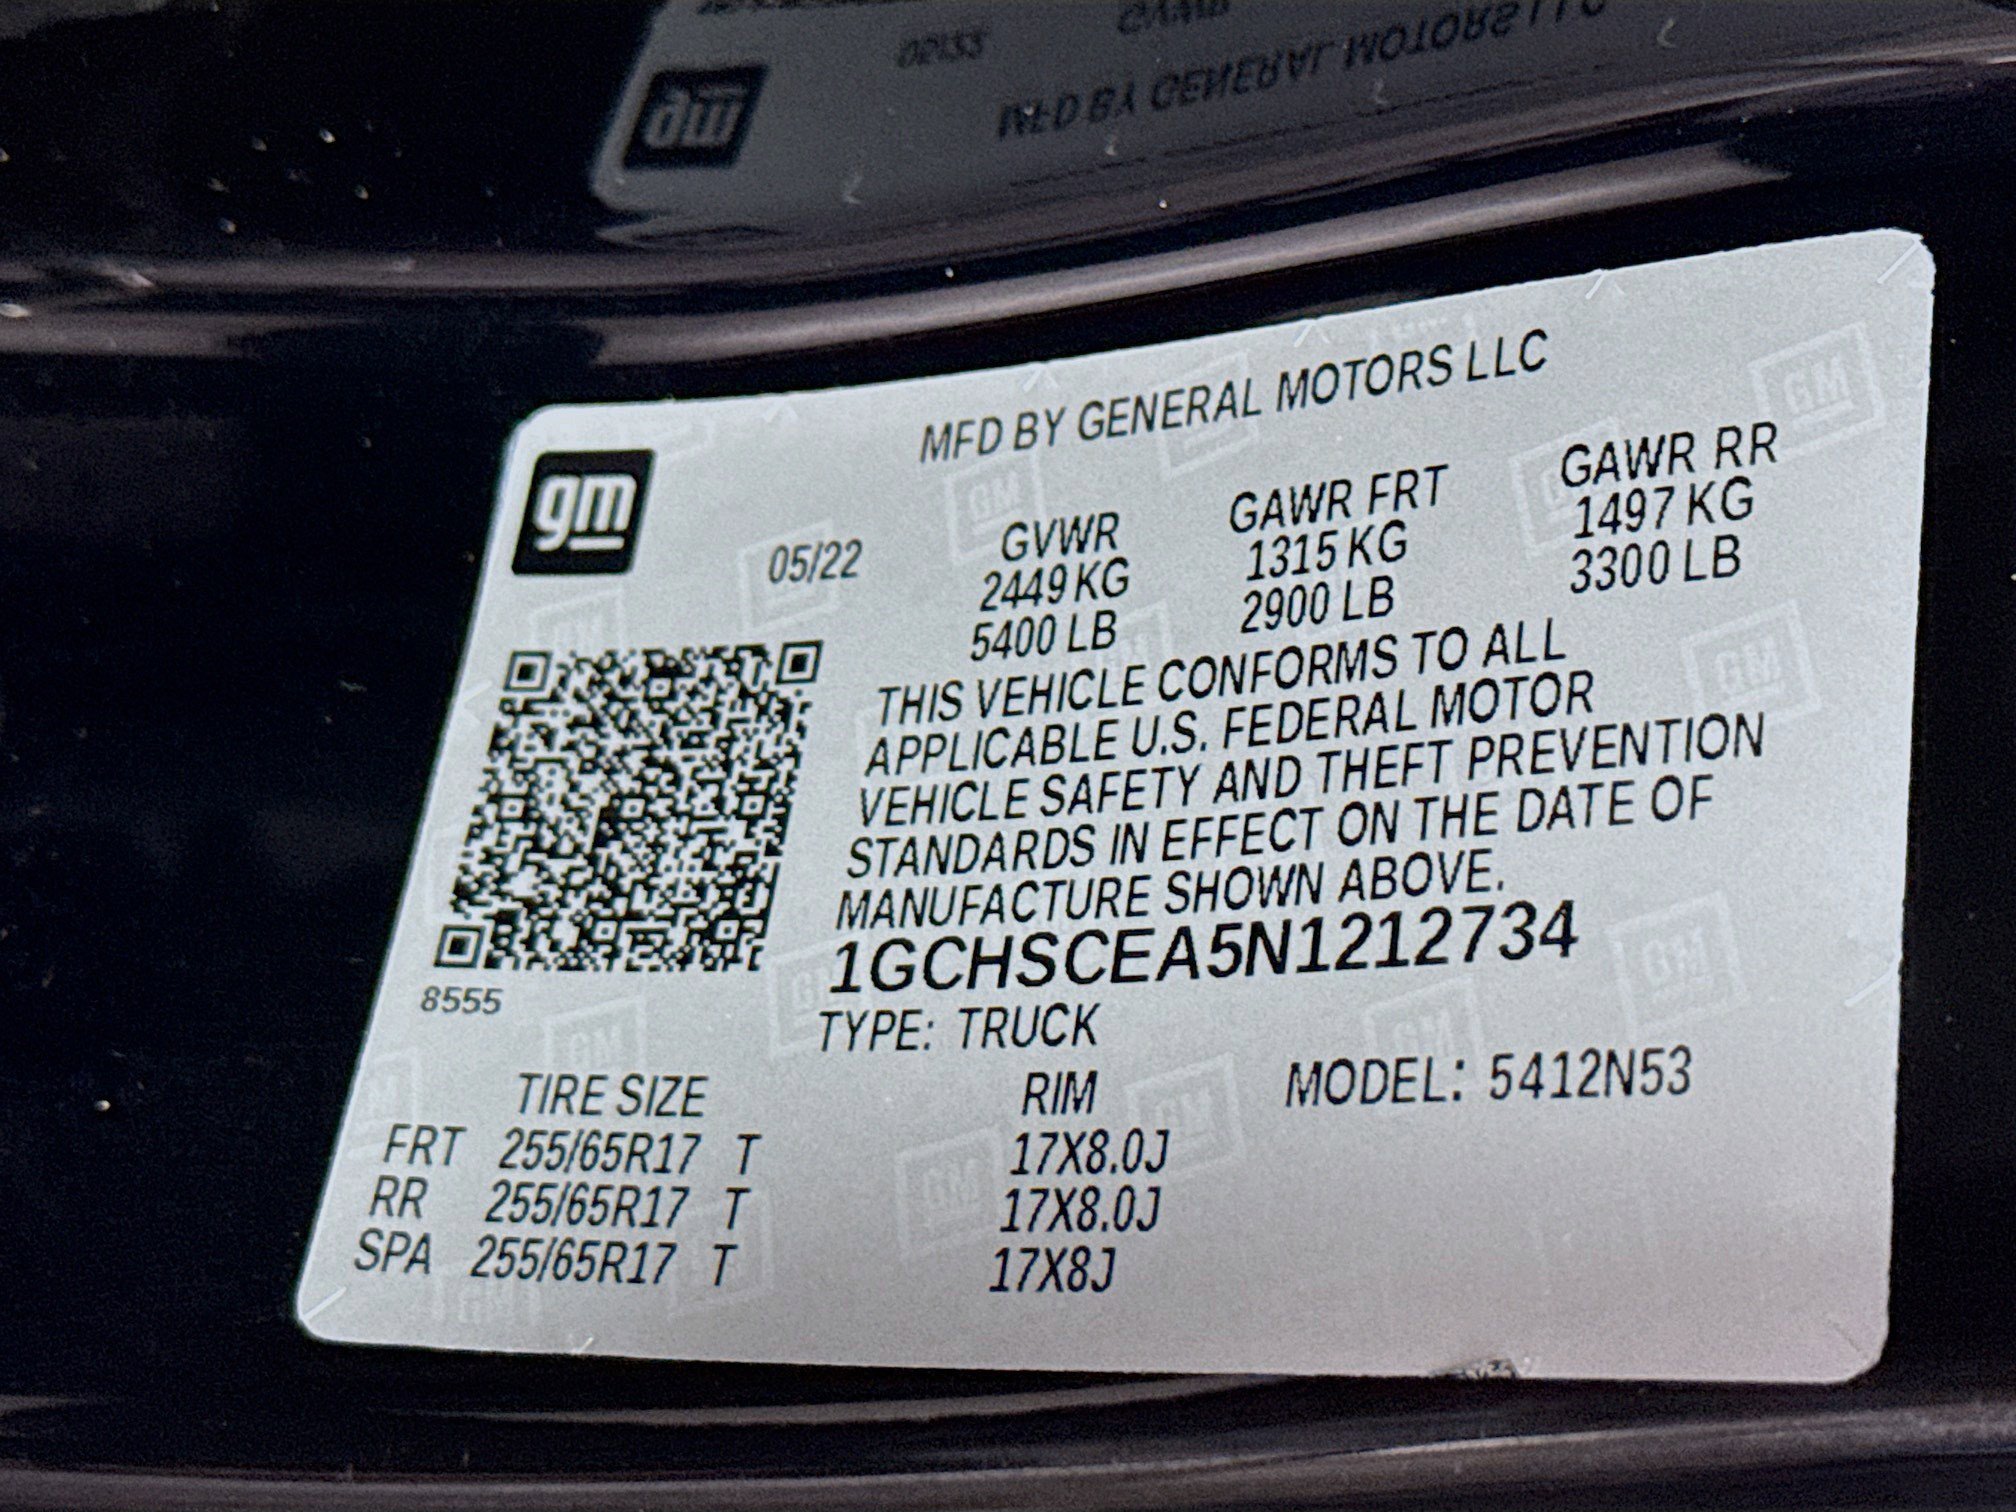 MFD BY GENERAL MOTORS LLC
gm
05/22
GVWR GAWR FRT GAWR RR
2449 KG 1315 KG 1497 KG
5400 LB 2900 LB 3300 LB
THIS VEHICLE CONFORMS TO ALL
APPLICABLE U.S. FEDERAL MOTOR
VEHICLE SAFETY AND THEFT PREVENTION
STANDARDS IN EFFECT ON THE DATE OF
MANUFACTURE SHOWN ABOVE.
1GCHSCEA5N1212734
8555
TYPE: TRUCK
MODEL: 5412N53
TIRE SIZE RIM
FRT 255/65R17 T 17X8.0J
RR 255/65R17 T 17X8.0J
SPA 255/65R17 T 17X8J